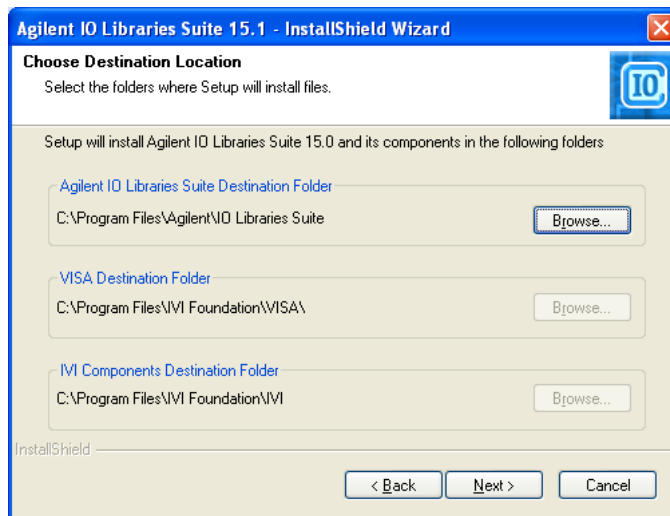 Agilent IO Libraries Suite 15.1 - InstallShield Wizard
Choose Destination Location
Select the folders where Setup will install files.
IO
Setup will install Agilent IO Libraries Suite 15.0 and its components in the following folders
Agilent IO Libraries Suite Destination Folder
C:\Program Files\Agilent\IO Libraries Suite
Browse...
VISA Destination Folder
C:\Program Files\IVI Foundation\VISA\
Browse...
IVI Components Destination Folder
C:\Program Files\IVI Foundation\IVI
Browse...
InstallShield
< Back
Next >
Cancel